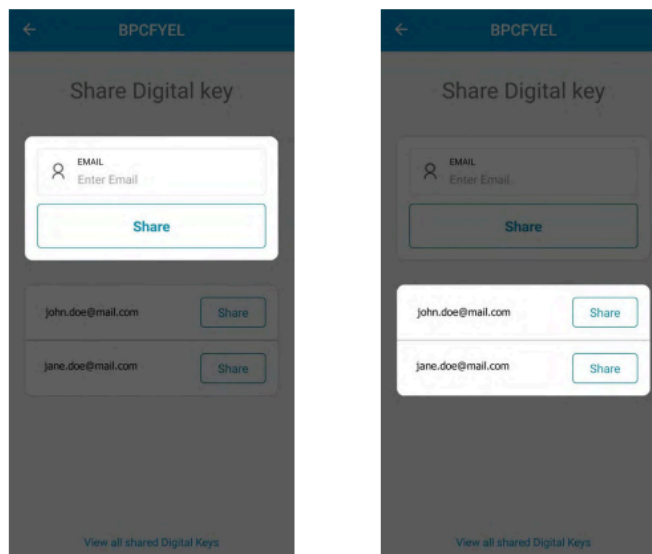 BPCFYEL
Share Digital key
EMAIL
Enter Email
Share
john.doe@mail.com
Share
jane.doe@mail.com
Share
View all shared Digital Keys
BPCFYEL
Share Digital key
EMAIL
Enter Email
Share
john.doe@mail.com
Share
jane.doe@mail.com
Share
View all shared Digital Keys